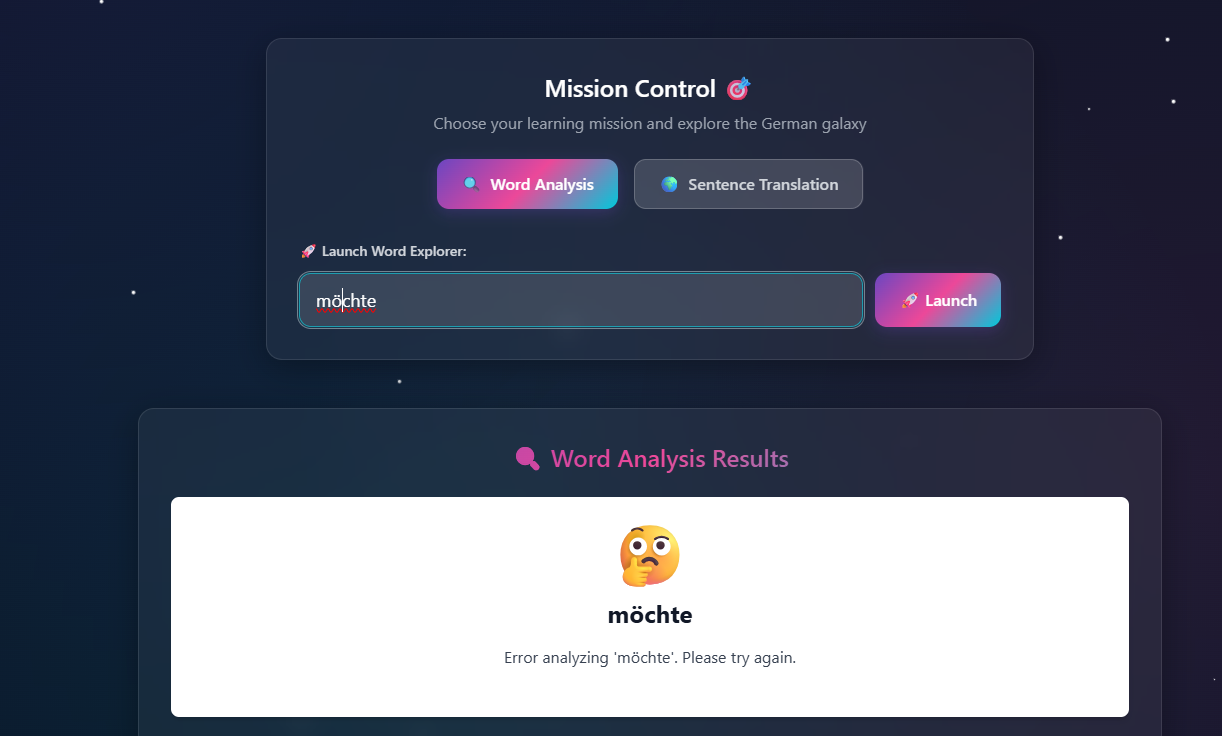 Mission Control 🎯
Choose your learning mission and explore the German galaxy
🔍 Word Analysis
🌍 Sentence Translation
🚀 Launch Word Explorer:
möchte
🚀 Launch
🔍 Word Analysis Results
🤔
möchte
Error analyzing 'möchte'. Please try again.